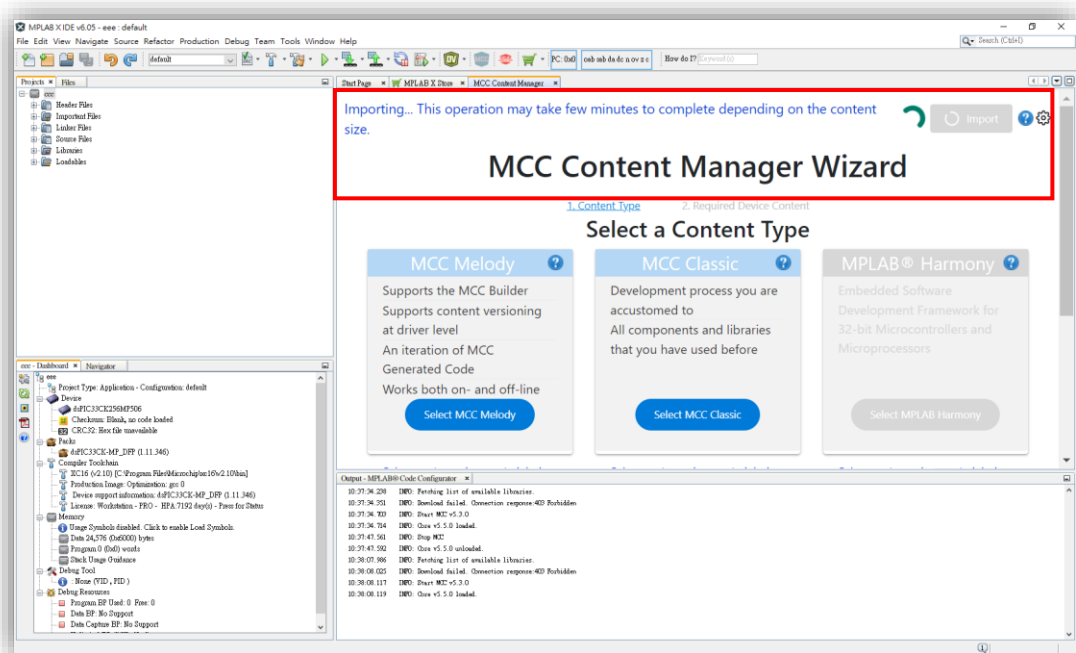 MPLAB X IDE v6.05 - eee : default
File Edit View Navigate Source Refactor Production Debug Team Tools Window Help
Search (Ctrl+I)
default
PC: 0x0
oab sab da dc n ov z c
How do I?
(Keyword(s))
Projects
Files
eee
Header Files
Important Files
Linker Files
Source Files
Libraries
Loadables
Start Page
MPLAB X Store
MCC Content Manager
Importing... This operation may take few minutes to complete depending on the content
size.
Import
MCC Content Manager Wizard
1. Content Type
2. Required Device Content
Select a Content Type
MCC Melody
Supports the MCC Builder
Supports content versioning
at driver level
An iteration of MCC
Generated Code
Works both on- and off-line
Select MCC Melody
MCC Classic
Development process you are
accustomed to
All components and libraries
that you have used before
Select MCC Classic
MPLAB® Harmony
Embedded Software
Development Framework for
32-bit Microcontrollers and
Microprocessors
Select MPLAB Harmony
eee - Dashboard
Navigator
eee
Project Type: Application - Configuration: default
Device
dsPIC33CK256MP506
Checksum: Blank, no code loaded
CRC32: Hex file unavailable
Packs
dsPIC33CK-MP_DFP (1.11.346)
Compiler Toolchain
XC16 (v2.10) [C:\Program Files\Microchip\xc16\v2.10\bin]
Production Image: Optimization: gcc 0
Device support information: dsPIC33CK-MP_DFP (1.11.346)
License: Workstation - PRO - HPA:7192 day(s) - Press for Status
Memory
Usage Symbols disabled. Click to enable Load Symbols.
Data 24,576 (0x6000) bytes
Program 0 (0x0) words
Stack Usage Guidance
Debug Tool
: None (VID , PID )
Debug Resources
Program BP Used: 0 Free: 0
Data BP: No Support
Data Capture BP: No Support
Output - MPLAB® Code Configurator
10:37:34.238 INFO: Fetching list of available libraries.
10:37:34.351 INFO: Download failed. Connection response:403 Forbidden
10:37:34.703 INFO: Start MCC v5.3.0
10:37:34.714 INFO: Core v5.5.0 loaded.
10:37:47.561 INFO: Stop MCC
10:37:47.592 INFO: Core v5.5.0 unloaded.
10:38:07.986 INFO: Fetching list of available libraries.
10:38:08.025 INFO: Download failed. Connection response:403 Forbidden
10:38:08.117 INFO: Start MCC v5.3.0
10:38:08.119 INFO: Core v5.5.0 loaded.